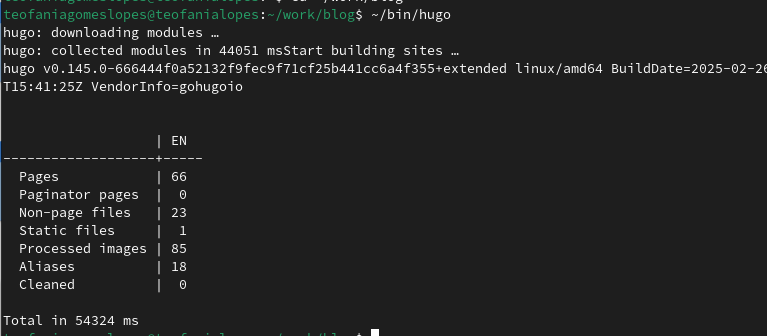 teofaniagomeslopes@teofanialopes:~/work/blog$ ~/bin/hugo
hugo: downloading modules …
hugo: collected modules in 44051 msStart building sites …
hugo v0.145.0-666444f0a52132f9fec9f71cf25b441cc6a4f355+extended linux/amd64 BuildDate=2025-02-26
T15:41:25Z VendorInfo=gohugoio
                   | EN
-------------------+-----
  Pages            | 66
  Paginator pages  |  0
  Non-page files   | 23
  Static files     |  1
  Processed images | 85
  Aliases          | 18
  Cleaned          |  0
Total in 54324 ms